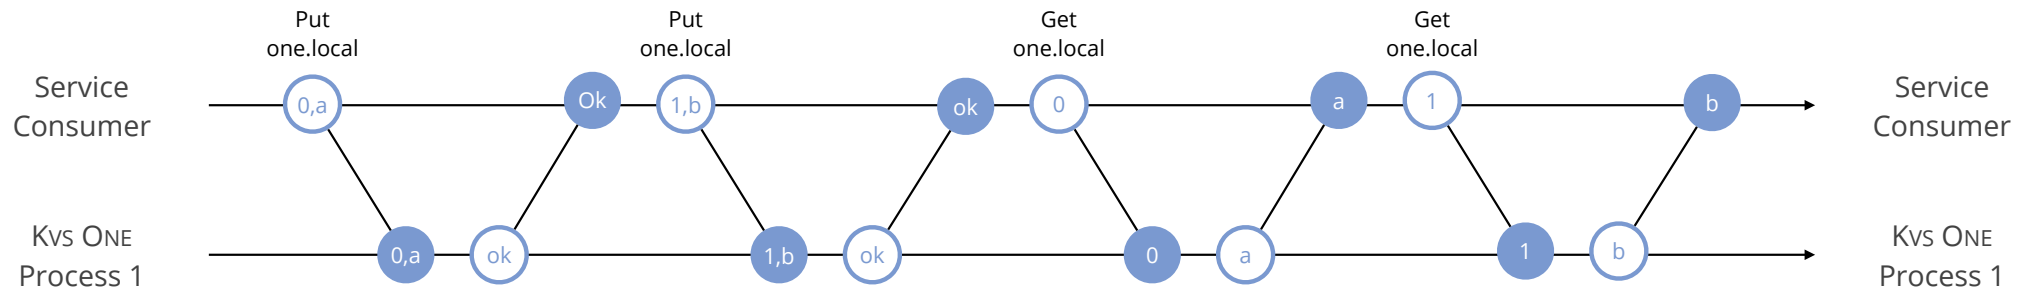 Put
one.local
Put
one.local
Get
one.local
Get
one.local
Service
Consumer
0,a
Ok
1,b
ok
0
a
1
b
Service
Consumer
KVS ONE
Process 1
0,a
ok
1,b
ok
0
a
1
b
KVS ONE
Process 1